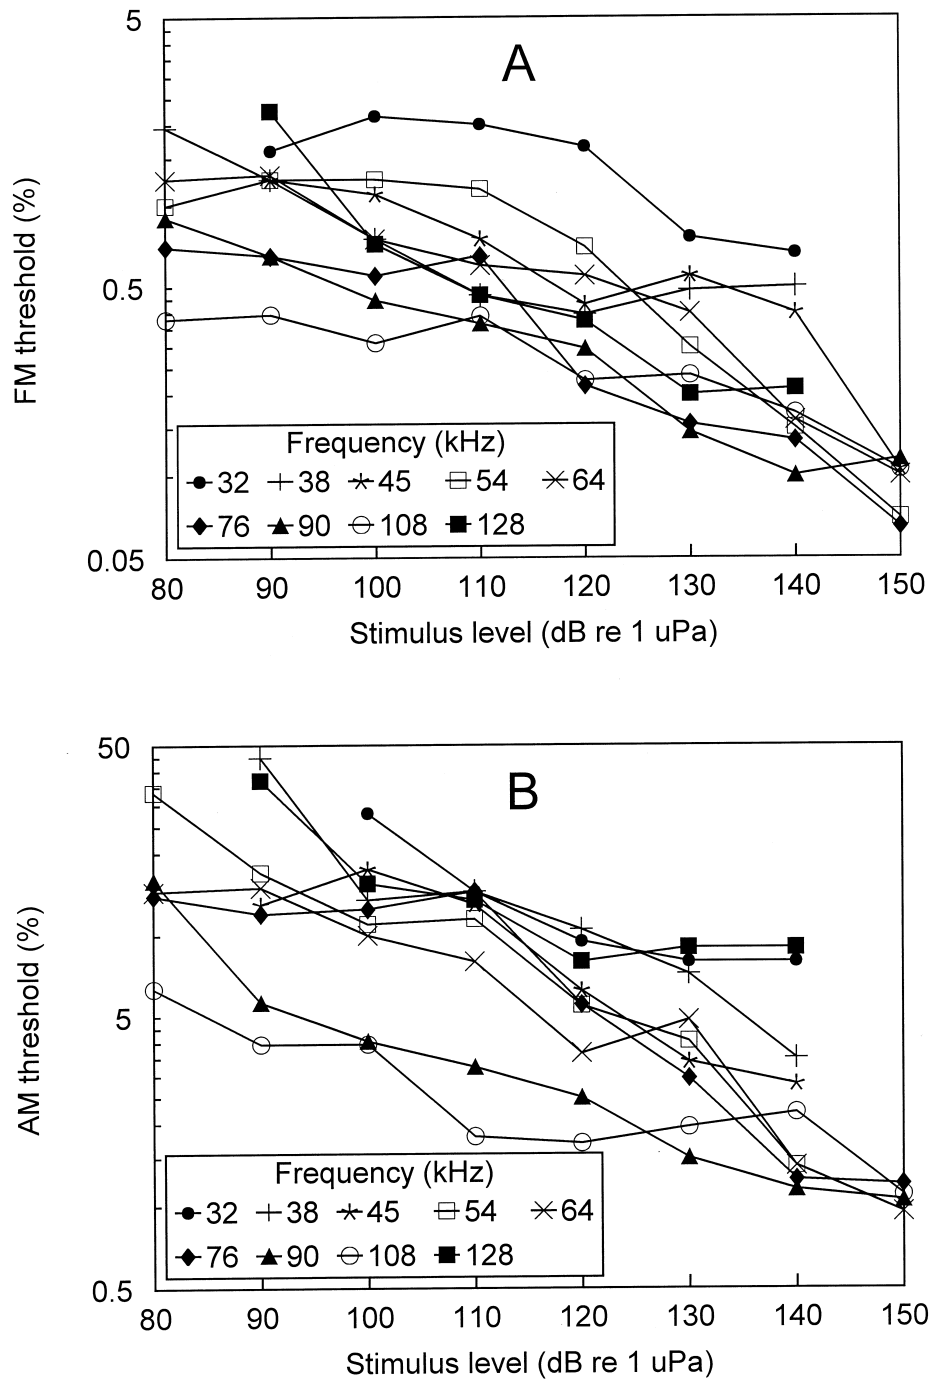 5
A
0.5
FM threshold (%)
Frequency (kHz)
32 38 45 54 64
76 90 108 128
0.05
80 90 100 110 120 130 140 150
Stimulus level (dB re 1 uPa)
50
B
5
AM threshold (%)
Frequency (kHz)
32 38 45 54 64
76 90 108 128
0.5
80 90 100 110 120 130 140 150
Stimulus level (dB re 1 uPa)